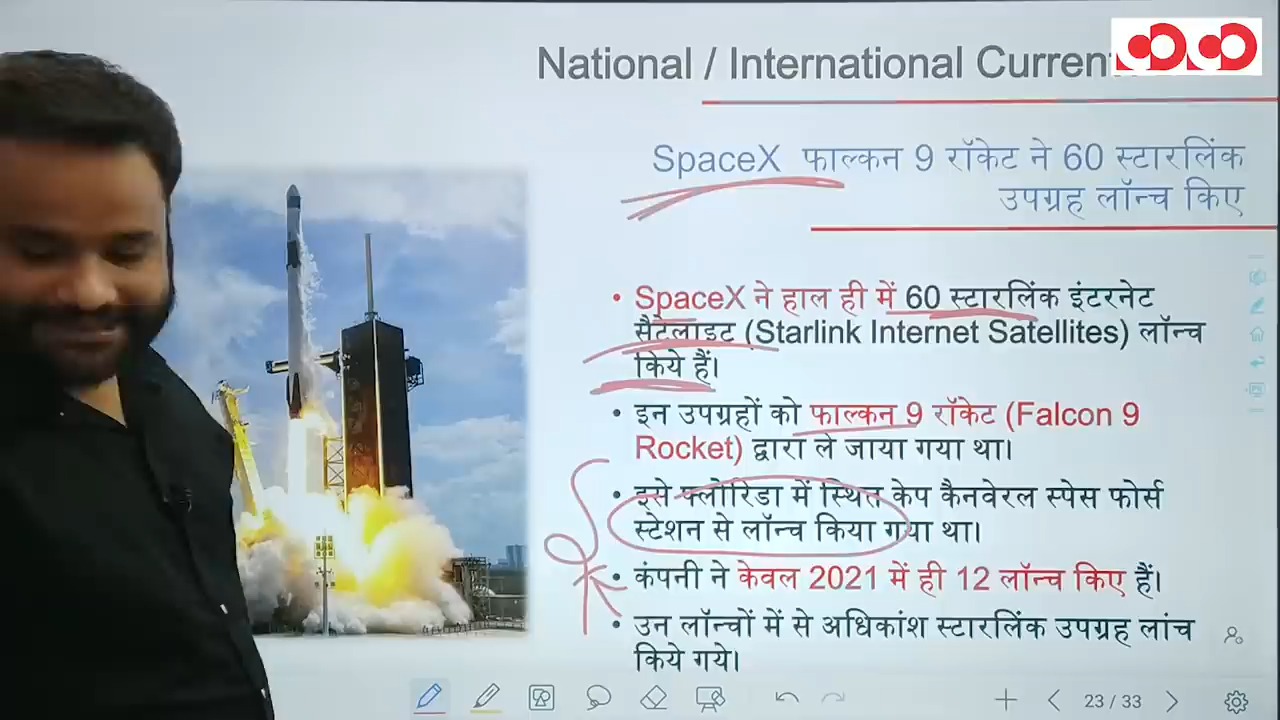 National / International Current
SpaceX फाल्कन 9 रॉकेट ने 60 स्टारलिंक
उपग्रह लॉन्च किए
• SpaceX ने हाल ही में 60 स्टारलिंक इंटरनेट
सैटेलाइट (Starlink Internet Satellites) लॉन्च
किये हैं।
• इन उपग्रहों को फाल्कन 9 रॉकेट (Falcon 9
Rocket) द्वारा ले जाया गया था।
• इसे फ्लोरिडा में स्थित केप कैनवेरल स्पेस फोर्स
स्टेशन से लॉन्च किया गया था।
• कंपनी ने केवल 2021 में ही 12 लॉन्च किए हैं।
• उन लॉन्चों में से अधिकांश स्टारलिंक उपग्रह लांच
किये गये।
23 / 33